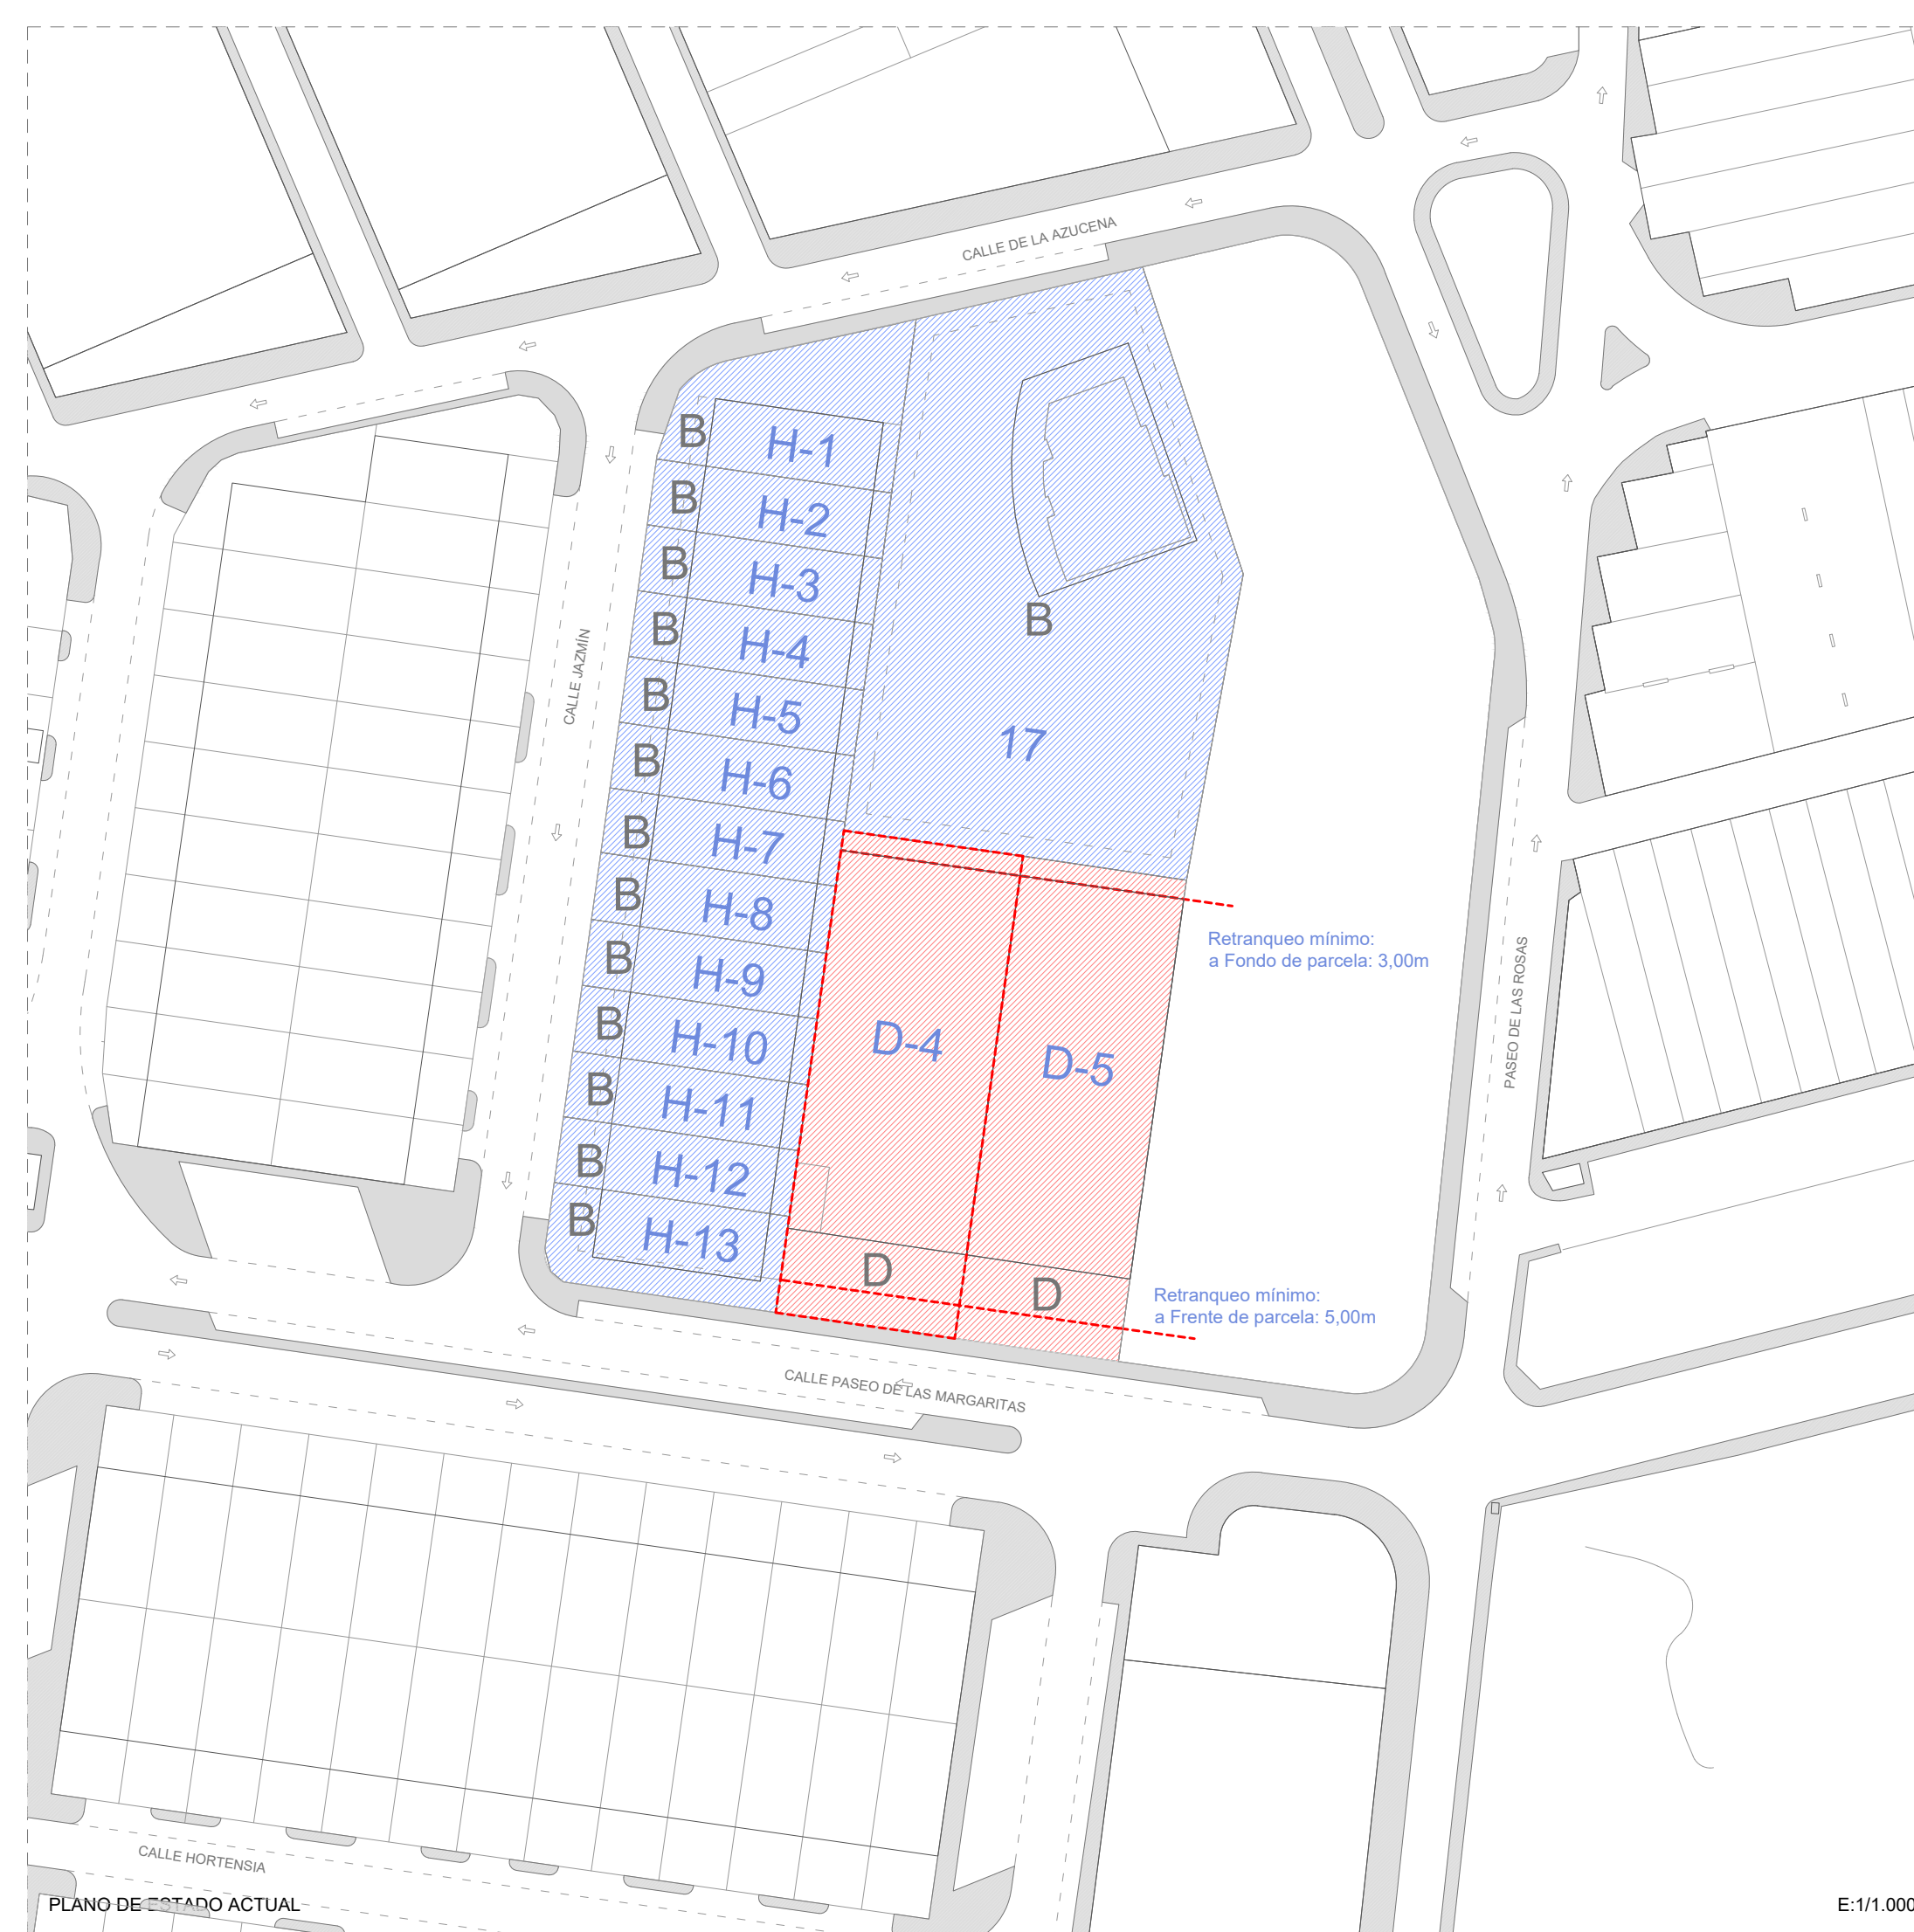 CALLE DE LA AZUCENA
B
H-1
B
H-2
B
H-3
B
H-4
B
H-5
B
H-6
B
H-7
B
H-8
B
H-9
B
H-10
B
H-11
B
H-12
B
H-13
B
17
CALLE JAZMÍN
D-4
D-5
D
D
Retranqueo mínimo:
a Fondo de parcela: 3,00m
PASEO DE LAS ROSAS
Retranqueo mínimo:
a Frente de parcela: 5,00m
CALLE PASEO DE LAS MARGARITAS
CALLE HORTENSIA
PLANO DE ESTADO ACTUAL
E:1/1.000